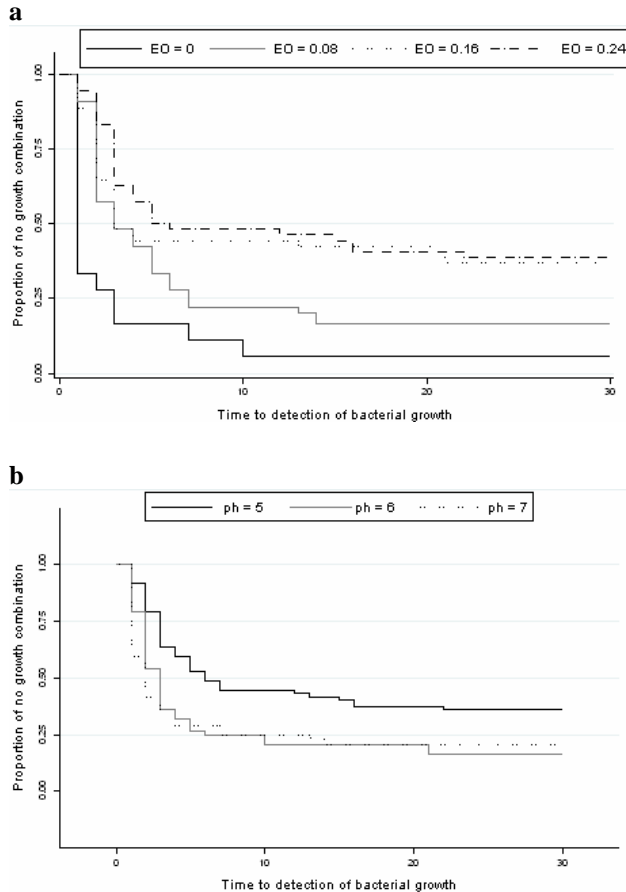 a
EO = 0 EO = 0.08 EO = 0.16 EO = 0.24
1.00
0.75
0.50
0.25
0.00
Proportion of no growth combination
0 10 20 30
Time to detection of bacterial growth
b
ph = 5 ph = 6 ph = 7
1.00
0.75
0.50
0.25
0.00
Proportion of no growth combination
0 10 20 30
Time to detection of bacterial growth